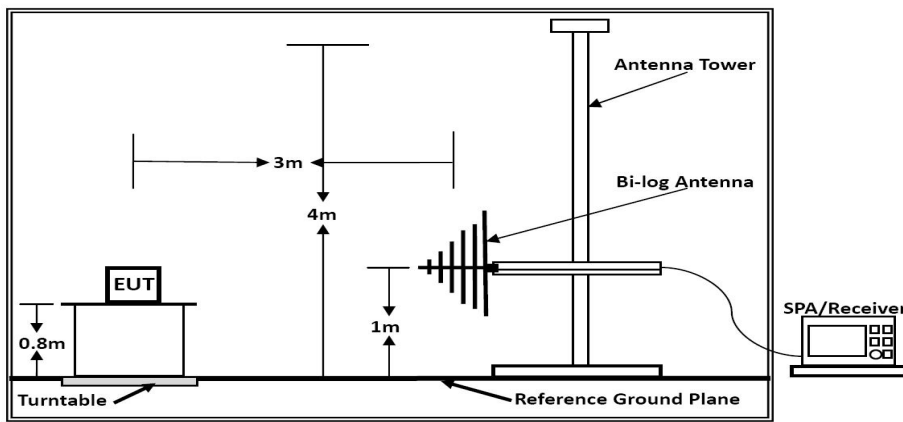 Antenna Tower
3m
Bi-log Antenna
4m
EUT
SPA/Receiver
0.8m
1m
Turntable
Reference Ground Plane